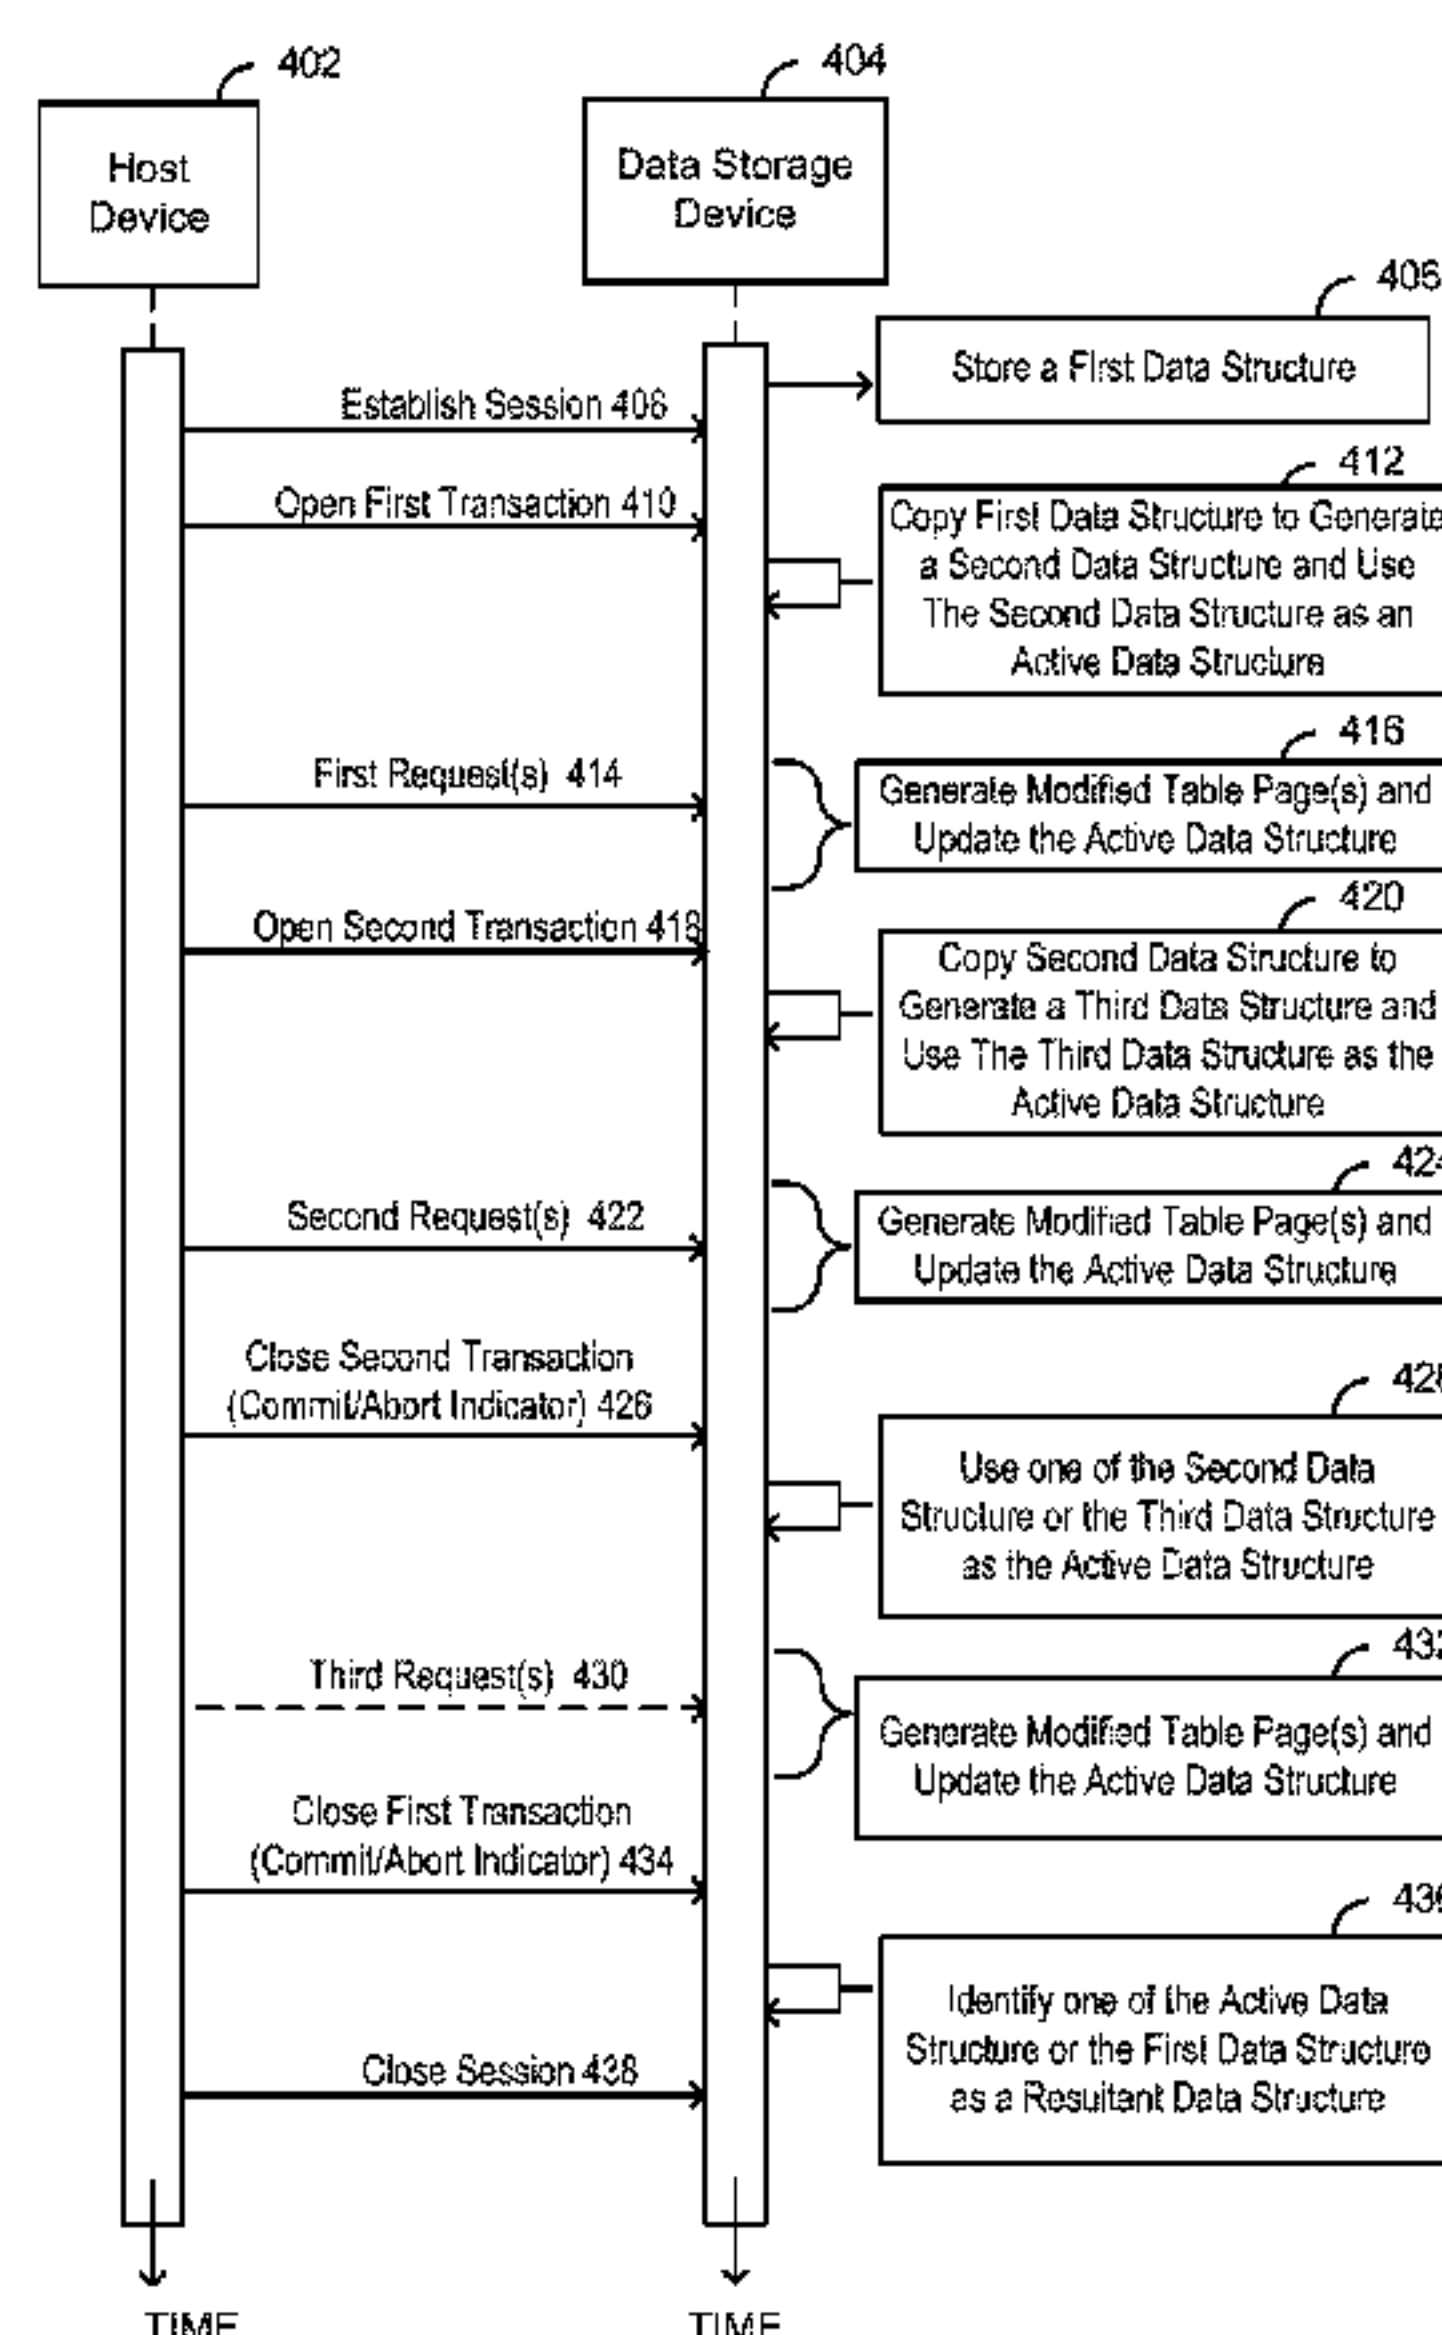 402
404
Host
Device
Data Storage
Device
406
Store a First Data Structure
Establish Session 408
412
Open First Transaction 410
Copy First Data Structure to Generate
a Second Data Structure and Use
The Second Data Structure as an
Active Data Structure
416
First Request(s) 414
Generate Modified Table Page(s) and
Update the Active Data Structure
420
Open Second Transaction 418
Copy Second Data Structure to
Generate a Third Data Structure and
Use The Third Data Structure as the
Active Data Structure
424
Second Request(s) 422
Generate Modified Table Page(s) and
Update the Active Data Structure
Close Second Transaction
(Commit/Abort Indicator) 426
Use one of the Second Data
Structure or the Third Data Structure
as the Active Data Structure
Third Request(s) 430
Generate Modified Table Page(s) and
Update the Active Data Structure
Close First Transaction
(Commit/Abort Indicator) 434
Identify one of the Active Data
Structure or the First Data Structure
as a Resultant Data Structure
Close Session 438
TIME
TIME